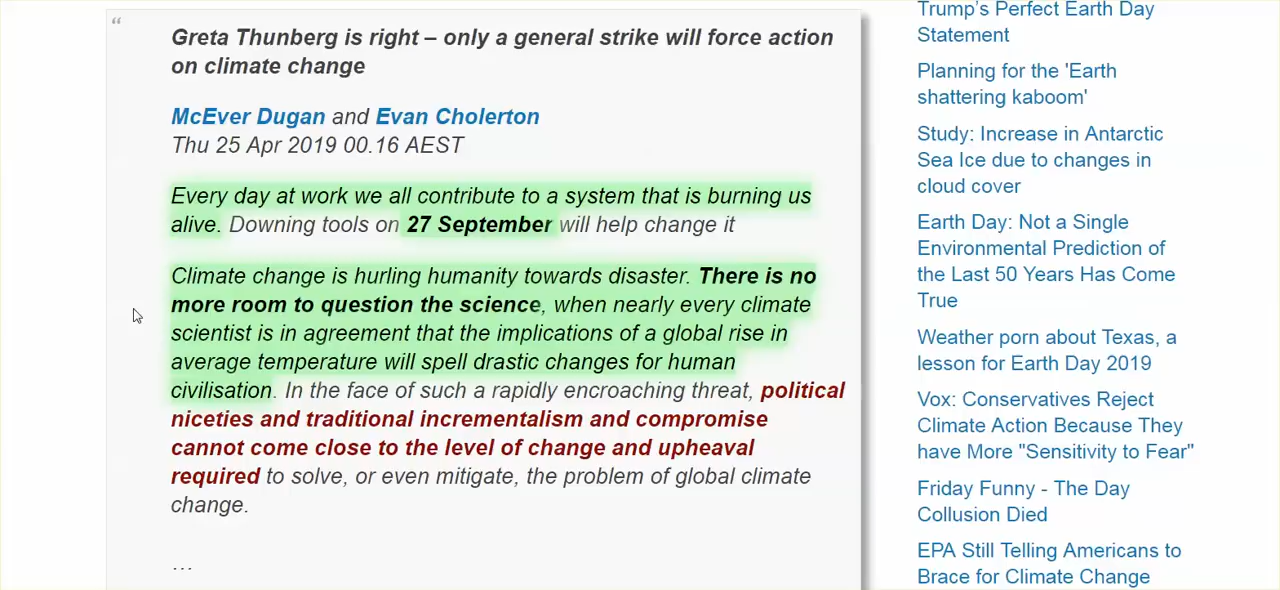 “
Greta Thunberg is right – only a general strike will force action
on climate change
McEver Dugan and Evan Cholerton
Thu 25 Apr 2019 00.16 AEST
Every day at work we all contribute to a system that is burning us
alive. Downing tools on 27 September will help change it
Climate change is hurling humanity towards disaster. There is no
more room to question the science, when nearly every climate
scientist is in agreement that the implications of a global rise in
average temperature will spell drastic changes for human
civilisation. In the face of such a rapidly encroaching threat, political
niceties and traditional incrementalism and compromise
cannot come close to the level of change and upheaval
required to solve, or even mitigate, the problem of global climate
change.
…
Trump’s Perfect Earth Day
Statement
Planning for the 'Earth
shattering kaboom'
Study: Increase in Antarctic
Sea Ice due to changes in
cloud cover
Earth Day: Not a Single
Environmental Prediction of
the Last 50 Years Has Come
True
Weather porn about Texas, a
lesson for Earth Day 2019
Vox: Conservatives Reject
Climate Action Because They
have More "Sensitivity to Fear"
Friday Funny - The Day
Collusion Died
EPA Still Telling Americans to
Brace for Climate Change